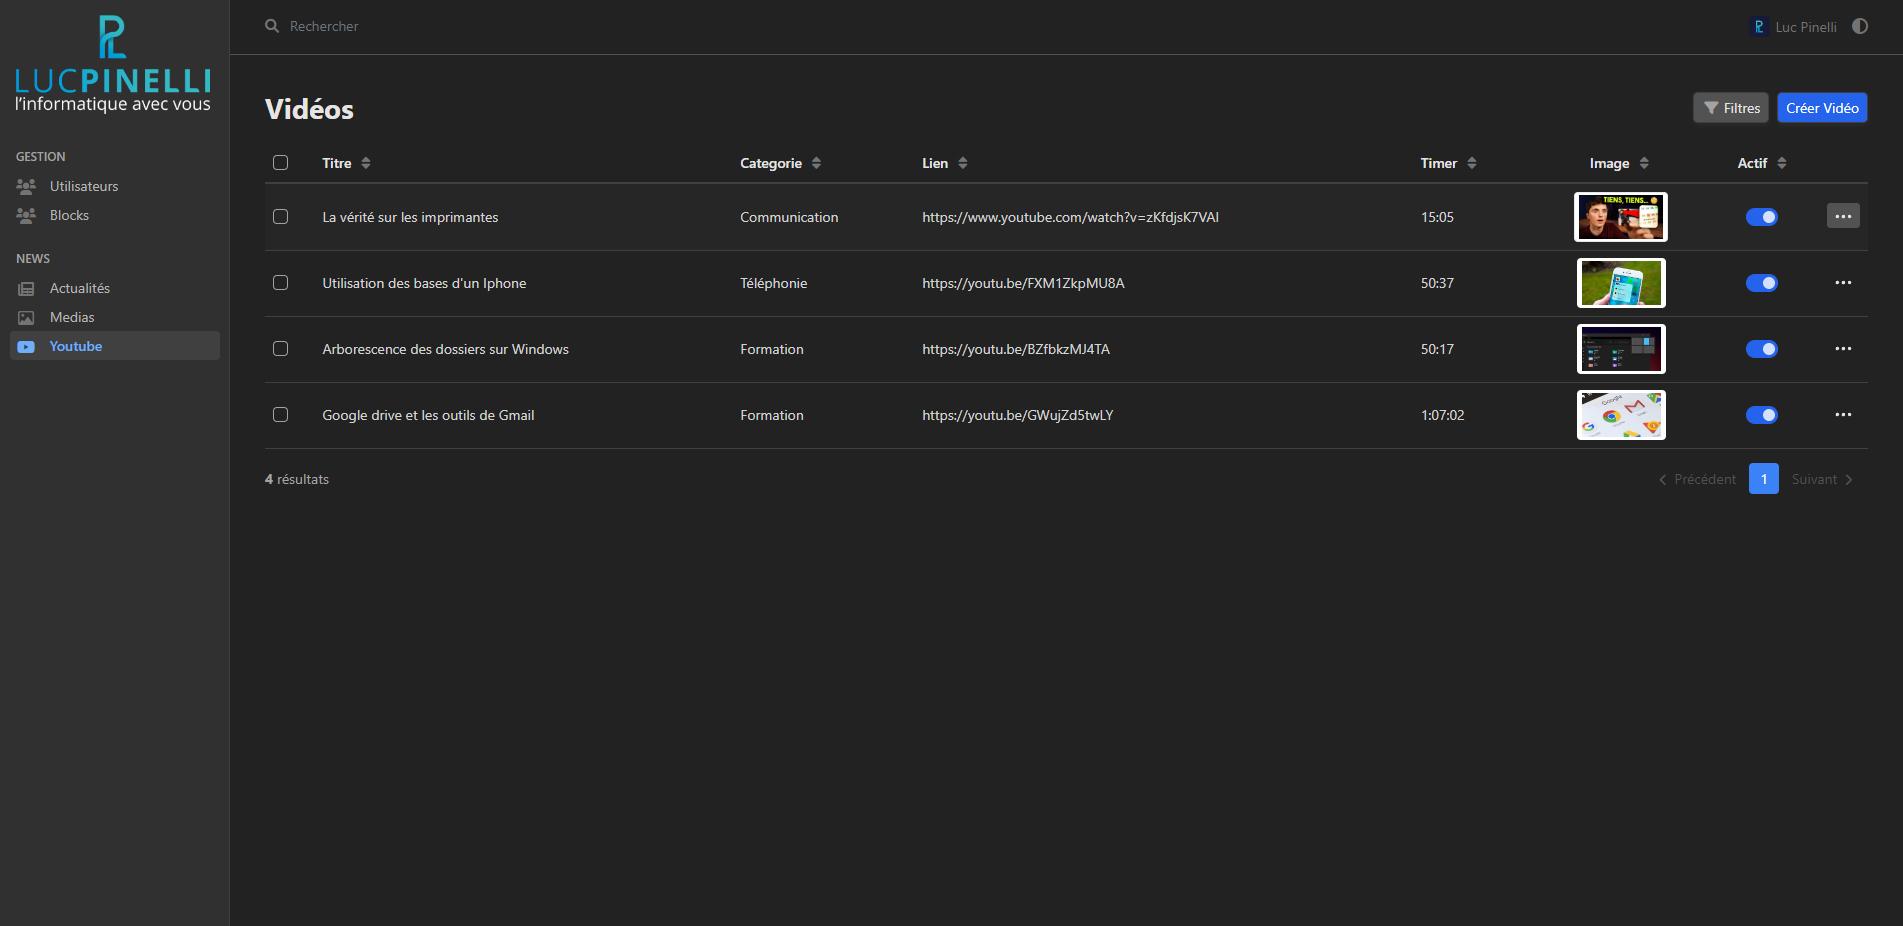 LUCPINELLI
l'informatique avec vous
Rechercher
Luc Pinelli
GESTION
Utilisateurs
Blocks
NEWS
Actualités
Medias
Youtube
Vidéos
Filtres
Créer Vidéo
Titre Categorie Lien Timer Image Actif
La vérité sur les imprimantes Communication https://www.youtube.com/watch?v=zKfdjsK7VAI 15:05 TIENS, TIENS...
Utilisation des bases d'un Iphone Téléphonie https://youtu.be/FXM1ZkpMU8A 50:37
Arborescence des dossiers sur Windows Formation https://youtu.be/BZfbkzMJ4TA 50:17
Google drive et les outils de Gmail Formation https://youtu.be/GWujZd5twLY 1:07:02 Google
4 résultats
Précédent 1 Suivant